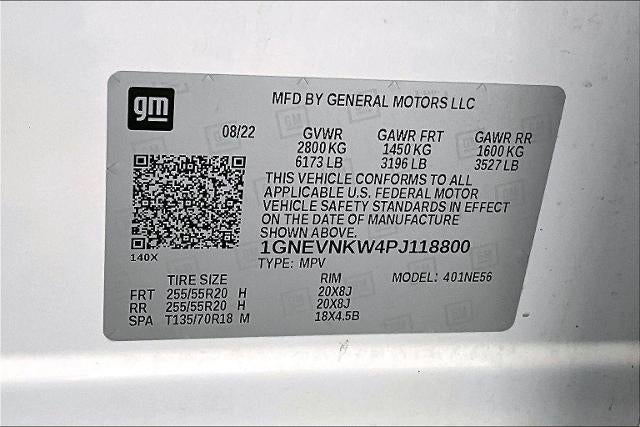 gm
MFD BY GENERAL MOTORS LLC
08/22 GVWR GAWR FRT GAWR RR
2800 KG 1450 KG 1600 KG
6173 LB 3196 LB 3527 LB
THIS VEHICLE CONFORMS TO ALL
APPLICABLE U.S. FEDERAL MOTOR
VEHICLE SAFETY STANDARDS IN EFFECT
ON THE DATE OF MANUFACTURE
SHOWN ABOVE.
140X
1GNEVNKW4PJ118800
TYPE: MPV MODEL: 401NE56
TIRE SIZE RIM
FRT 255/55R20 H 20X8J
RR 255/55R20 H 20X8J
SPA T135/70R18 M 18X4.5B